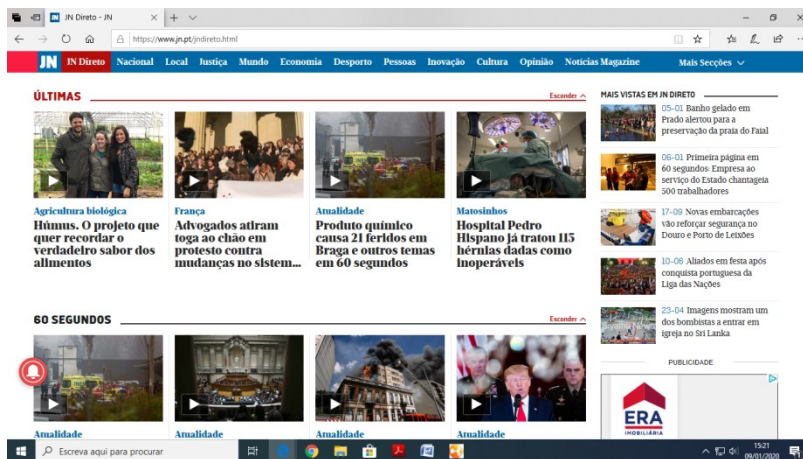 JN Direto - JN
https://www.jn.pt/jndireto.html
JN
JN Direto Nacional Local Justiça Mundo Economia Desporto Pessoas Inovação Cultura Opinião Notícias Magazine Mais Secções
ÚLTIMAS
Esconder
Agricultura biológica
Húmus. O projeto que
quer recordar o
verdadeiro sabor dos
alimentos
França
Advogados atiram
toga ao chão em
protesto contra
mudanças no sistem...
Atualidade
Produto químico
causa 21 feridos em
Braga e outros temas
em 60 segundos
Matosinhos
Hospital Pedro
Hispano já tratou 115
hérnias dadas como
inoperáveis
60 SEGUNDOS
Esconder
Atualidade
Atualidade
Atualidade
Atualidade
MAIS VISTAS EM JN DIRETO
05-01 Banho gelado em
Prado alertou para a
preservação da praia do Faial
06-01 Primeira página em
60 segundos: Empresa ao
serviço do Estado chantageia
500 trabalhadores
17-09 Novas embarcações
vão reforçar segurança no
Douro e Porto de Leixões
10-06 Aliados em festa após
conquista portuguesa da
Liga das Nações
23-04 Imagens mostram um
dos bombistas a entrar em
igreja no Sri Lanka
PUBLICIDADE
ERA
IMOBILIÁRIA
Escreva aqui para procurar
15:21
09/01/2020